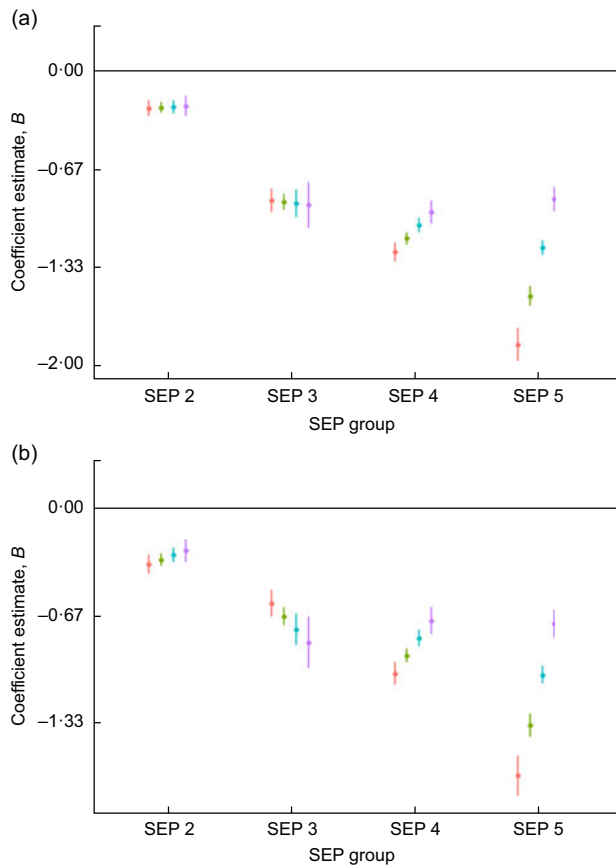 (a)
0·00
–0·67
–1·33
–2·00
Coefficient estimate, B
SEP 2 SEP 3 SEP 4 SEP 5
SEP group
(b)
0·00
–0·67
–1·33
Coefficient estimate, B
SEP 2 SEP 3 SEP 4 SEP 5
SEP group